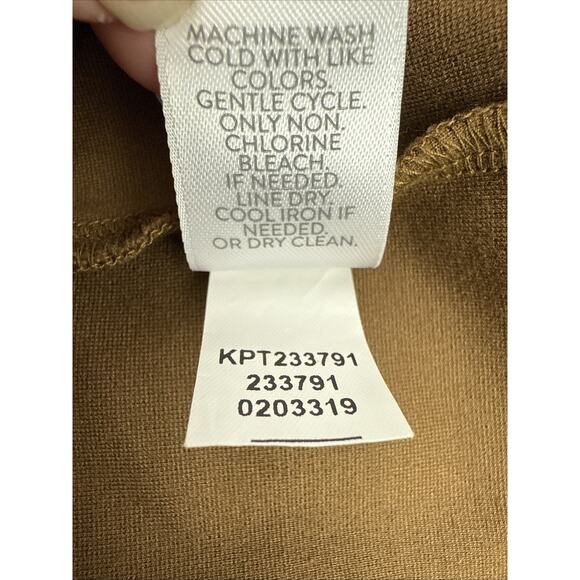 MACHINE WASH
COLD WITH LIKE
COLORS.
GENTLE CYCLE.
ONLY NON.
CHLORINE
BLEACH.
IF NEEDED.
LINE DRY.
COOL IRON IF
NEEDED.
OR DRY CLEAN.
KPT233791
233791
0203319